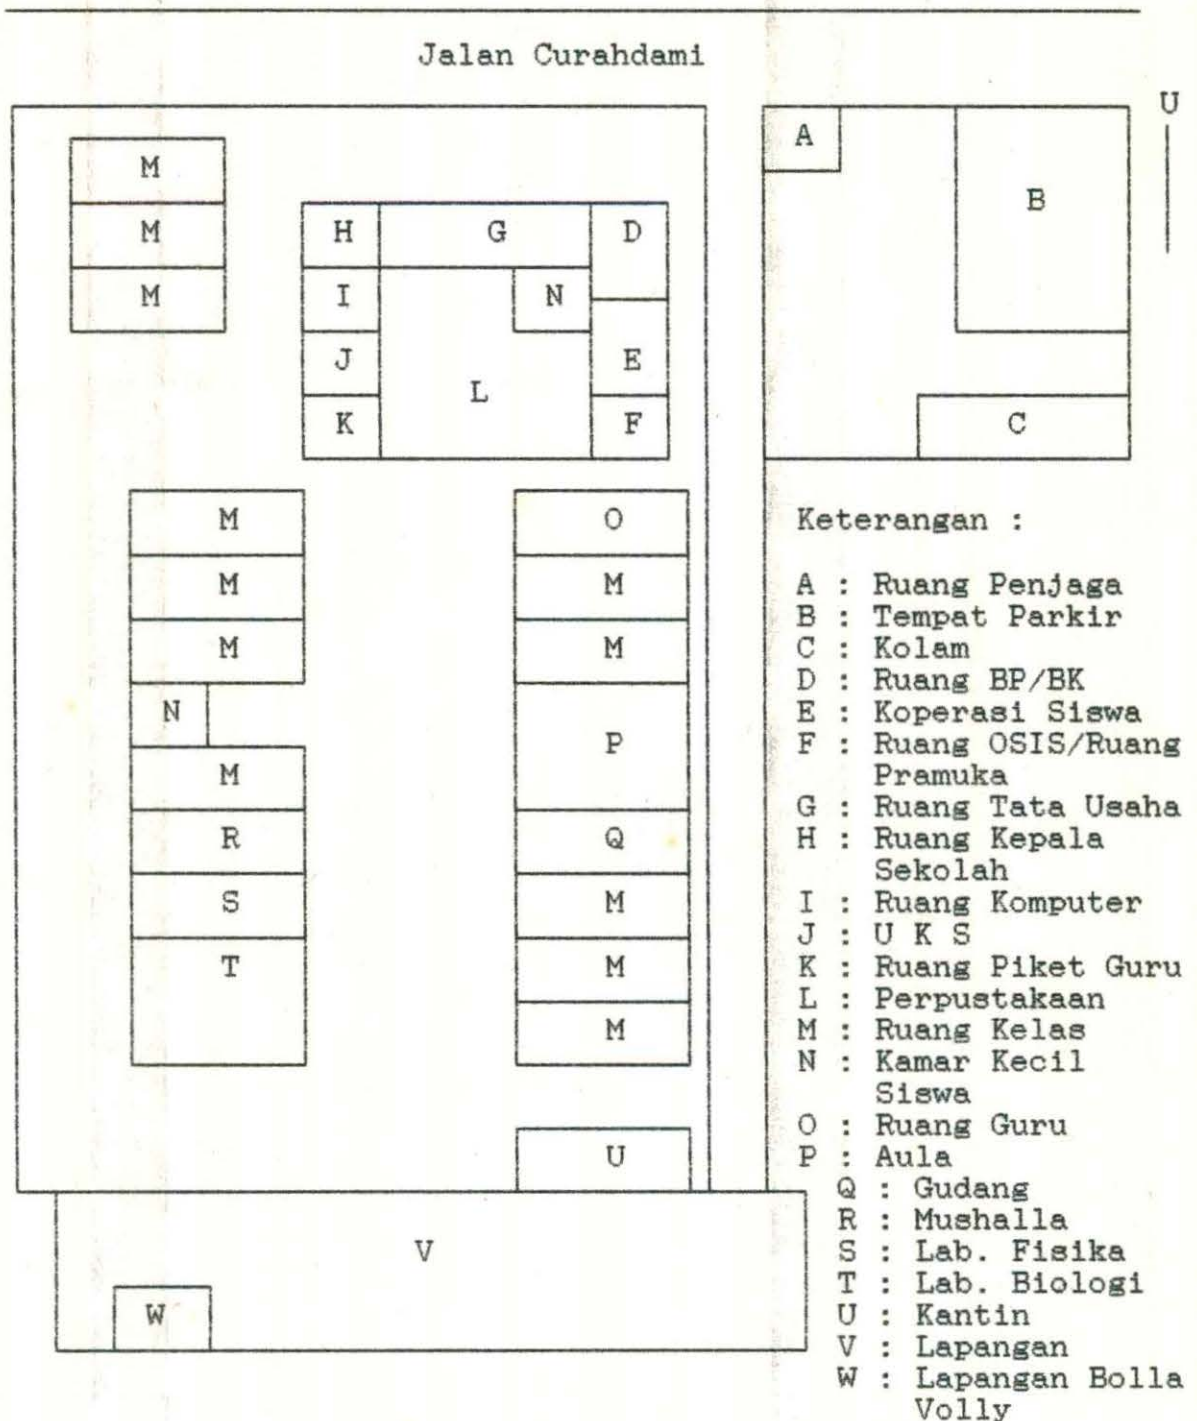 Jalan Curahdami
U
A
M
B
M
H
G
D
M
I
N
J
E
L
K
F
C
M
O
M
M
M
M
N
P
M
R
Q
S
M
T
M
M
U
V
W
Keterangan :
A : Ruang Penjaga
B : Tempat Parkir
C : Kolam
D : Ruang BP/BK
E : Koperasi Siswa
F : Ruang OSIS/Ruang
Pramuka
G : Ruang Tata Usaha
H : Ruang Kepala
Sekolah
I : Ruang Komputer
J : U K S
K : Ruang Piket Guru
L : Perpustakaan
M : Ruang Kelas
N : Kamar Kecil
Siswa
O : Ruang Guru
P : Aula
Q : Gudang
R : Mushalla
S : Lab. Fisika
T : Lab. Biologi
U : Kantin
V : Lapangan
W : Lapangan Bolla
Volly